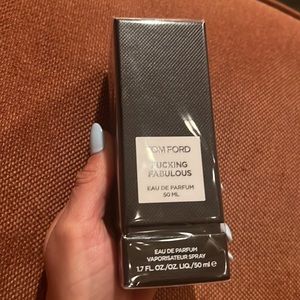 TOM FORD
FUCKING
FABULOUS
EAU DE PARFUM
50 ML
EAU DE PARFUM
VAPORISATEUR SPRAY
1.7 FL. OZ./OZ. LIQ./50 ml e